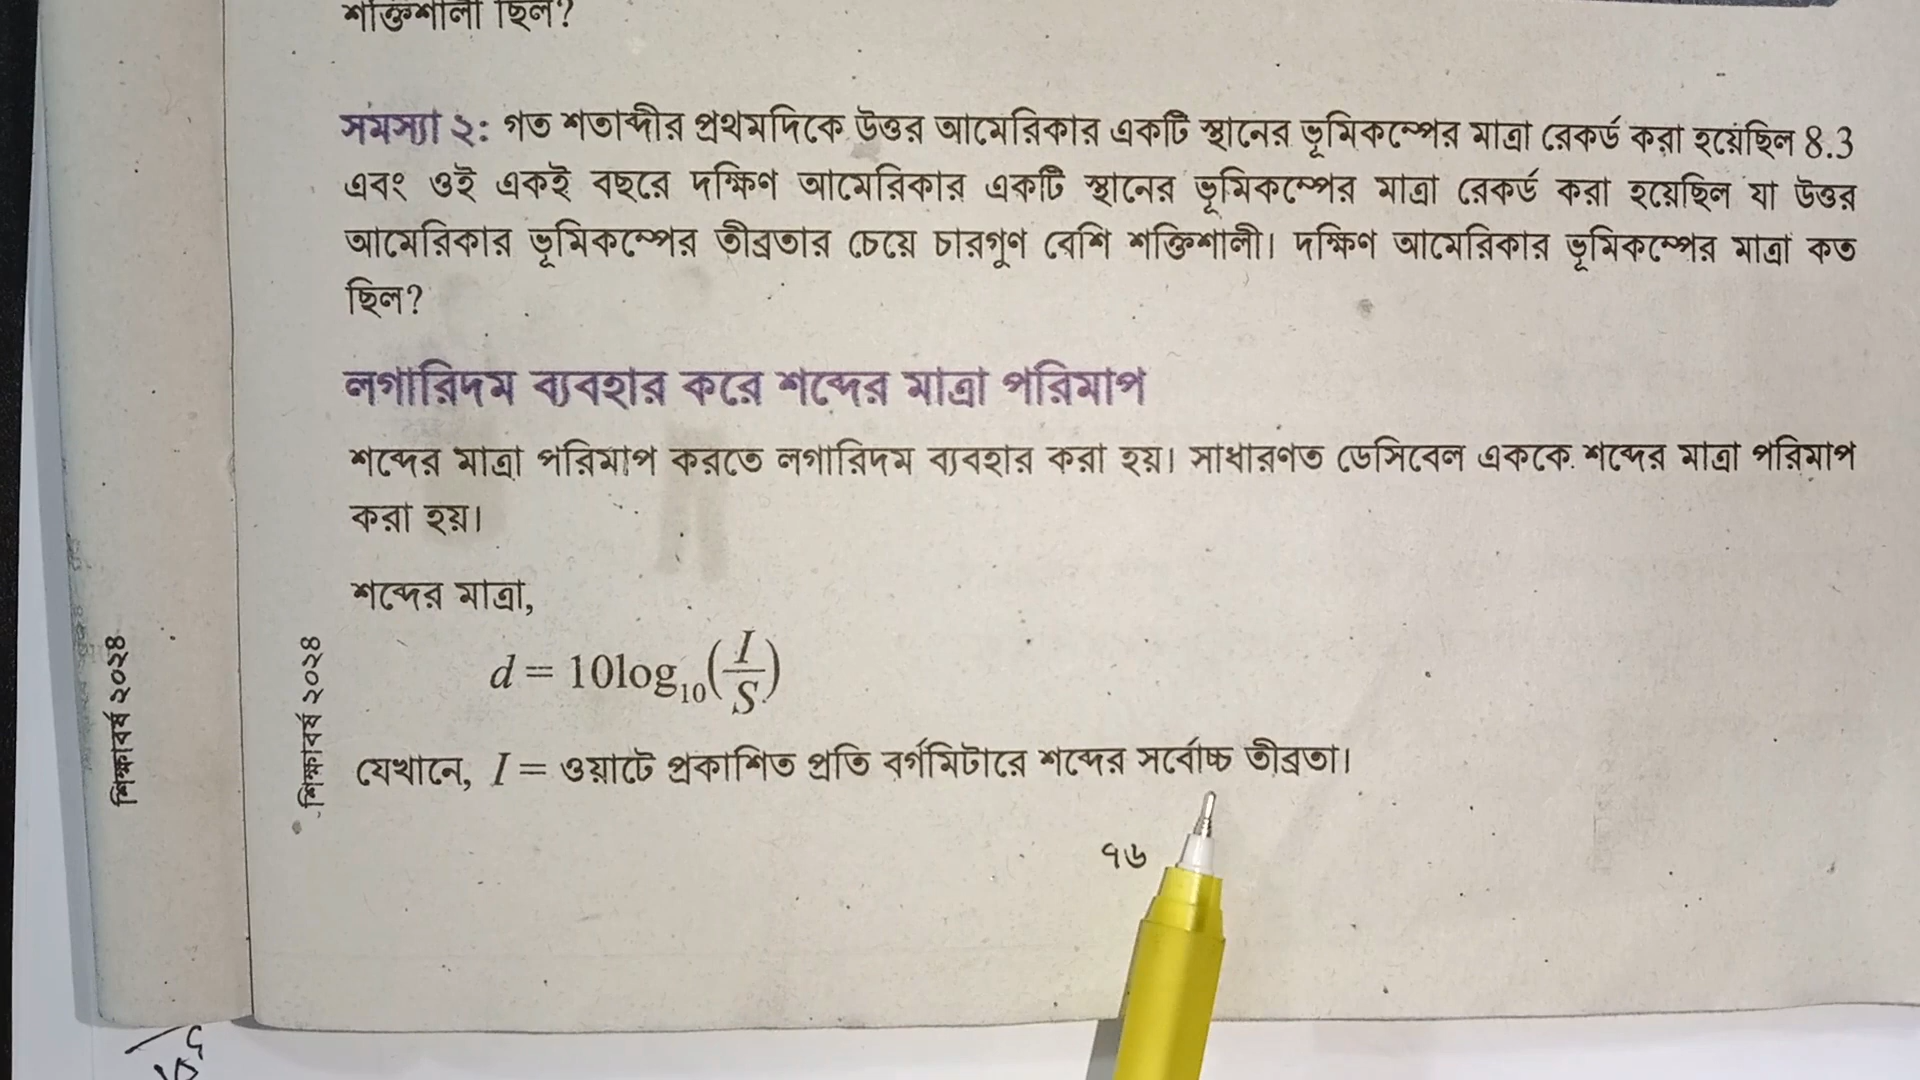 শক্তিশালী ছিল?
সমস্যা ২: গত শতাব্দীর প্রথমদিকে উত্তর আমেরিকার একটি স্থানের ভূমিকম্পের মাত্রা রেকর্ড করা হয়েছিল 8.3
এবং ওই একই বছরে দক্ষিণ আমেরিকার একটি স্থানের ভূমিকম্পের মাত্রা রেকর্ড করা হয়েছিল যা উত্তর
আমেরিকার ভূমিকম্পের তীব্রতার চেয়ে চারগুণ বেশি শক্তিশালী। দক্ষিণ আমেরিকার ভূমিকম্পের মাত্রা কত
ছিল?
লগারিদম ব্যবহার করে শব্দের মাত্রা পরিমাপ
শব্দের মাত্রা পরিমাপ করতে লগারিদম ব্যবহার করা হয়। সাধারণত ডেসিবেল এককে শব্দের মাত্রা পরিমাপ
করা হয়।
শব্দের মাত্রা,
d = 10log₁₀(I/S)
যেখানে, I = ওয়াটে প্রকাশিত প্রতি বর্গমিটারে শব্দের সর্বোচ্চ তীব্রতা।
৭৬
শিক্ষাবর্ষ ২০২৪
শিক্ষাবর্ষ ২০২৪